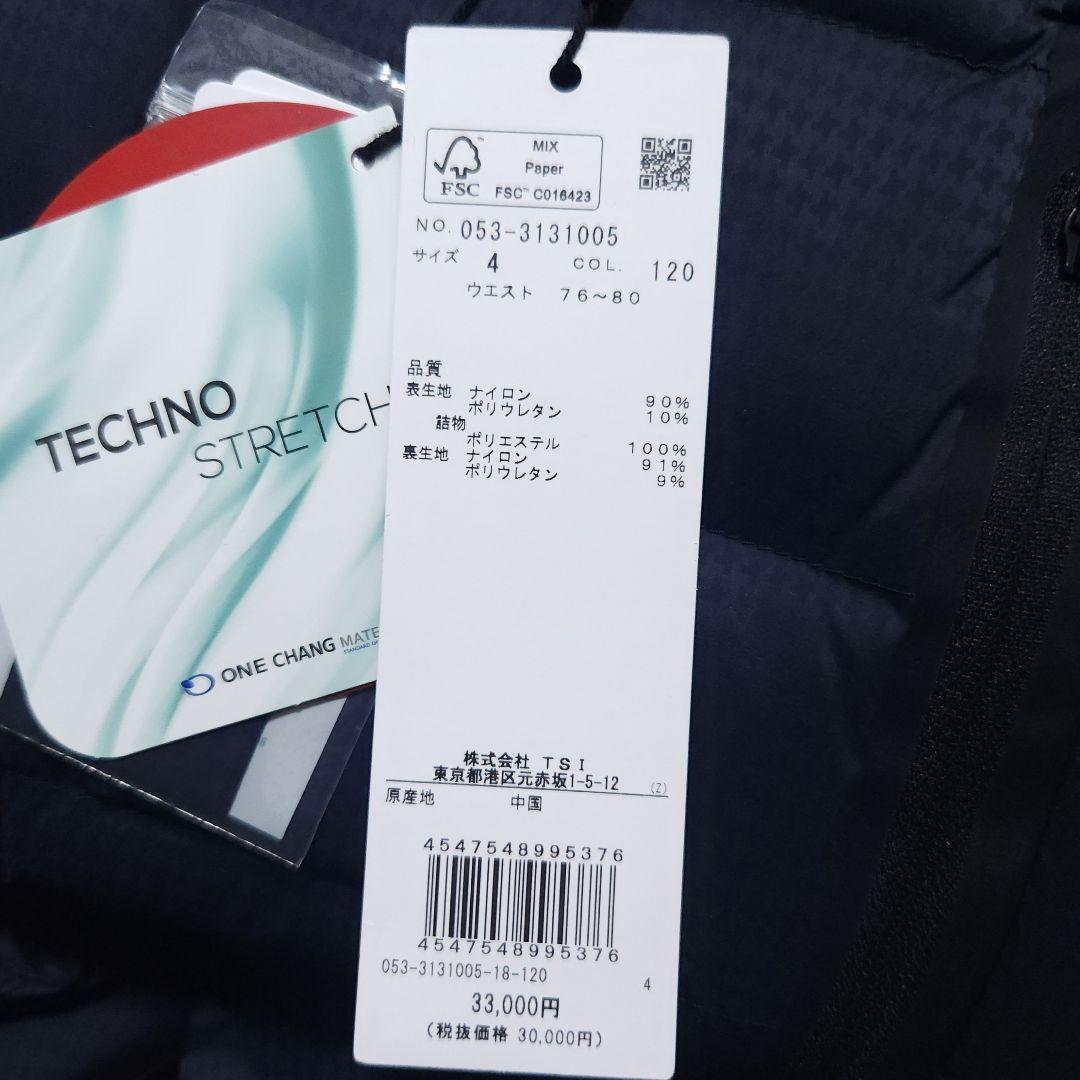 TECHNO
STRETCH
ONE CHANG MATE
FSC™
MIX
Paper
FSC™ C016423
NO. 053-3131005
サイズ 4 COL. 120
ウエスト 76～80
品質
表生地 ナイロン 90%
ポリウレタン 10%
詰物
ポリエステル 100%
裏生地 ナイロン 91%
ポリウレタン 9%
株式会社 TSI
東京都港区元赤坂1-5-12 (Z)
原産地 中国
4547548995376
4547548995376
053-3131005-18-120 4
33,000円
(税抜価格 30,000円)